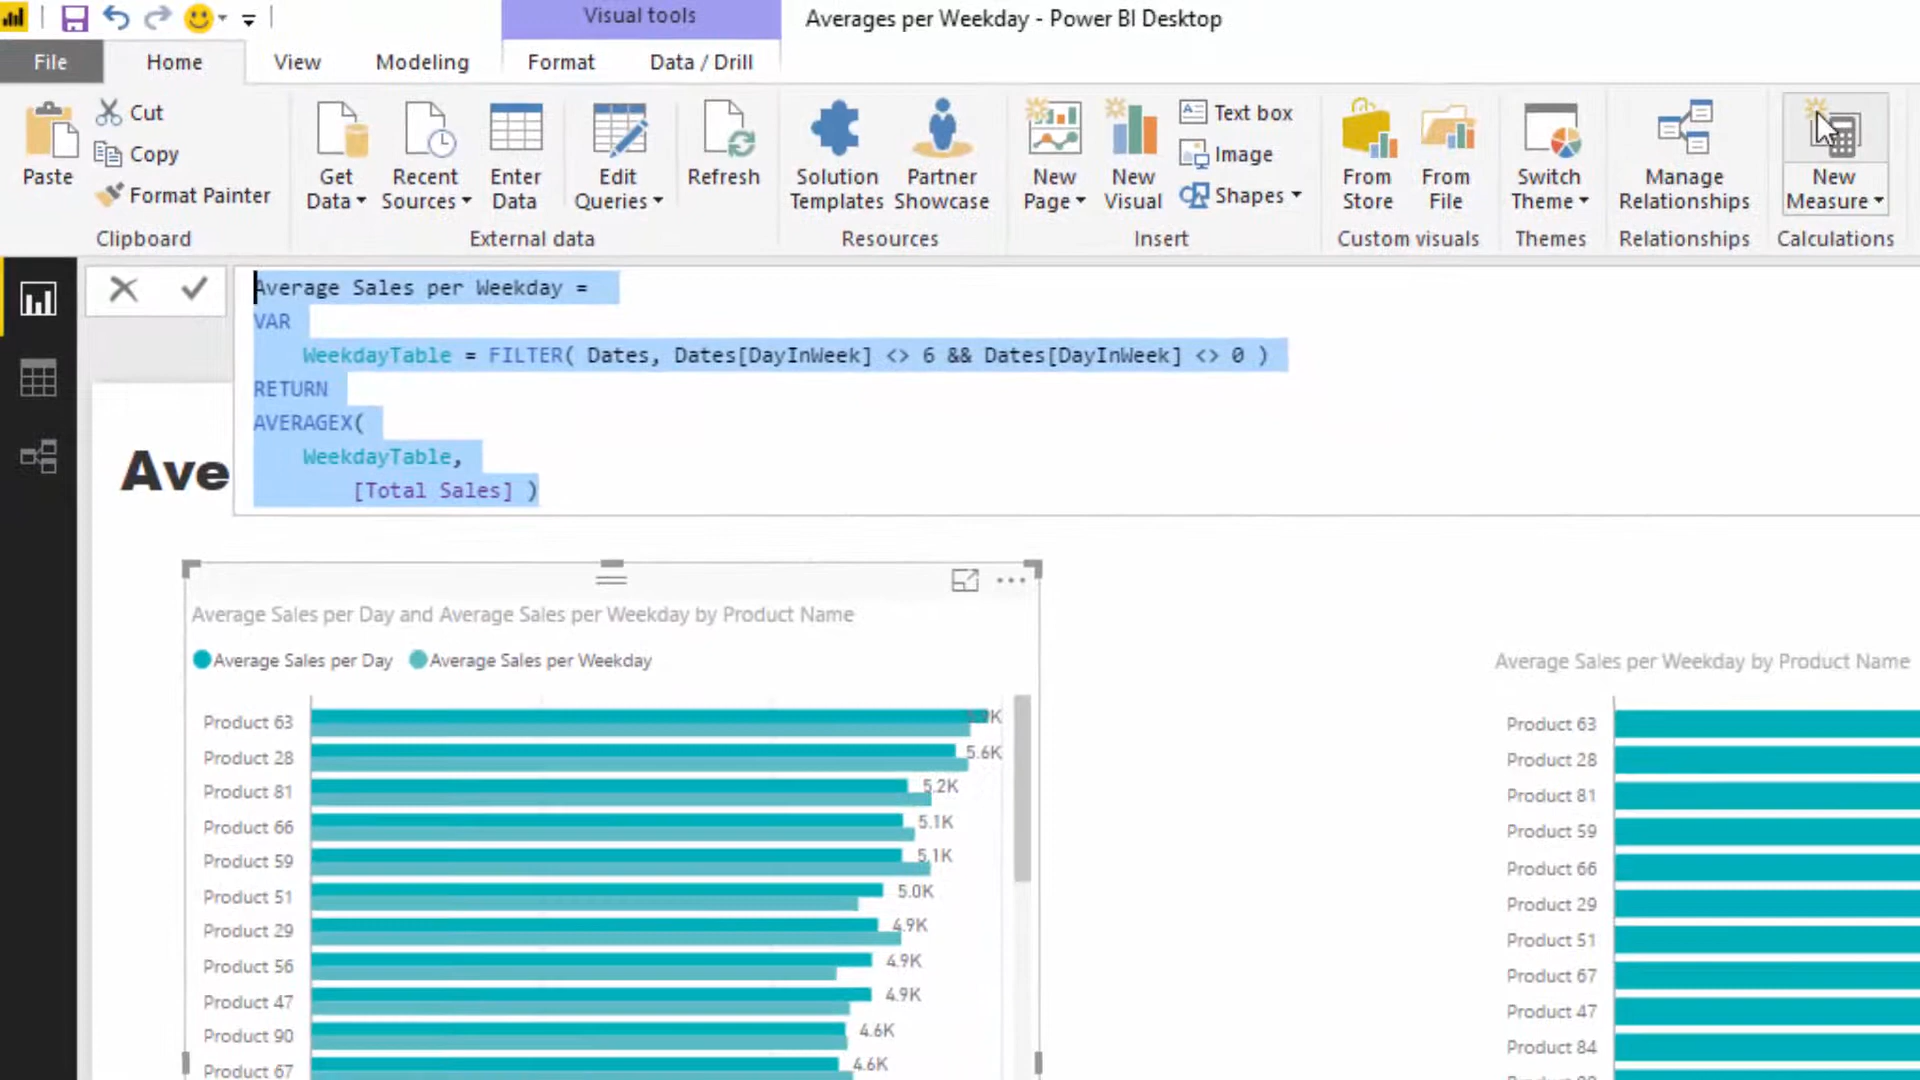 Visual tools
Averages per Weekday - Power BI Desktop
File
Home
View
Modeling
Format
Data / Drill
Paste
Cut
Copy
Format Painter
Clipboard
Get Data
Recent Sources
Enter Data
Edit Queries
Refresh
External data
Solution Templates
Partner Showcase
Resources
New Page
New Visual
Text box
Image
Shapes
Insert
From Store
From File
Custom visuals
Switch Theme
Themes
Manage Relationships
Relationships
New Measure
Calculations
Average Sales per Weekday =
VAR
WeekdayTable = FILTER( Dates, Dates[DayInWeek] <> 6 && Dates[DayInWeek] <> 0 )
RETURN
AVERAGEX(
WeekdayTable,
[Total Sales] )
Ave
Average Sales per Day and Average Sales per Weekday by Product Name
Average Sales per Day
Average Sales per Weekday
Product 63
Product 28 5.6K
Product 81 5.2K
Product 66 5.1K
Product 59 5.1K
Product 51 5.0K
Product 29 4.9K
Product 56 4.9K
Product 47 4.9K
Product 90 4.6K
Product 67 4.6K
Average Sales per Weekday by Product Name
Product 63
Product 28
Product 81
Product 59
Product 66
Product 29
Product 51
Product 67
Product 47
Product 84